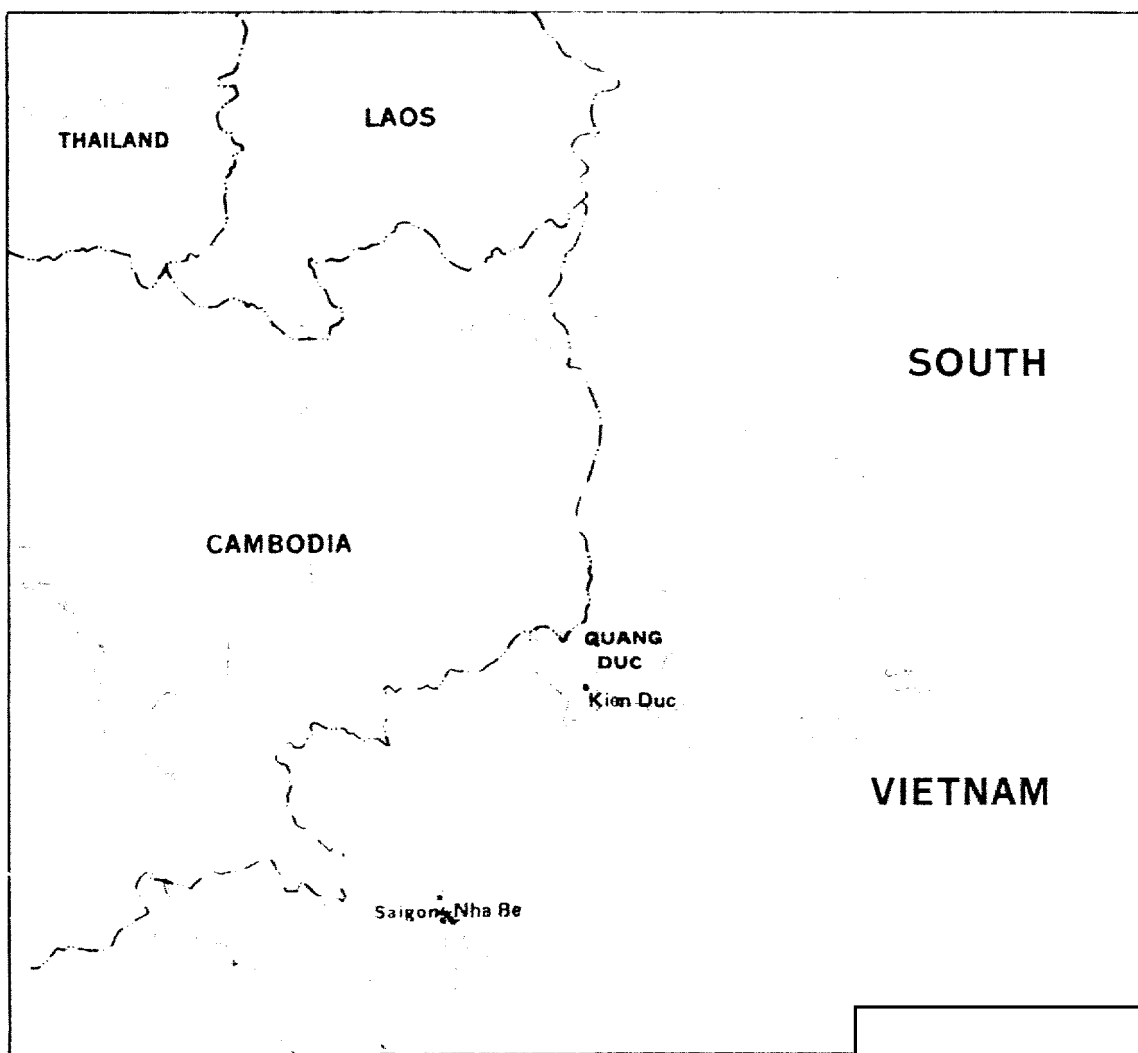 THAILAND
LAOS
SOUTH
CAMBODIA
QUANG
DUC
Kien Duc
VIETNAM
Saigon Nha Be